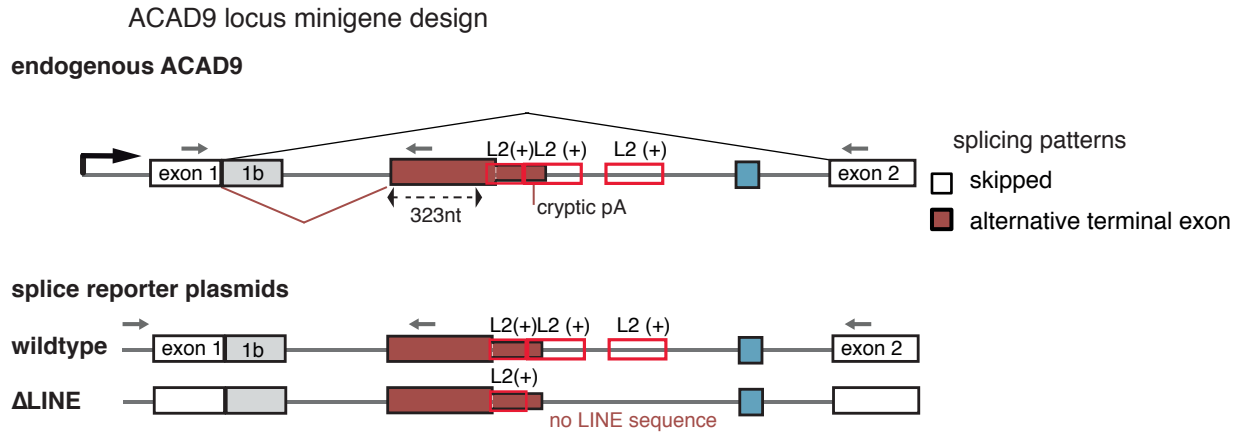 ACAD9 locus minigene design
endogenous ACAD9
L2(+)L2 (+) L2 (+)
exon 1 1b exon 2
323nt
cryptic pA
splicing patterns
skipped
alternative terminal exon
splice reporter plasmids
L2(+)L2 (+) L2 (+)
wildtype exon 1 1b exon 2
L2(+)
ΔLINE
no LINE sequence